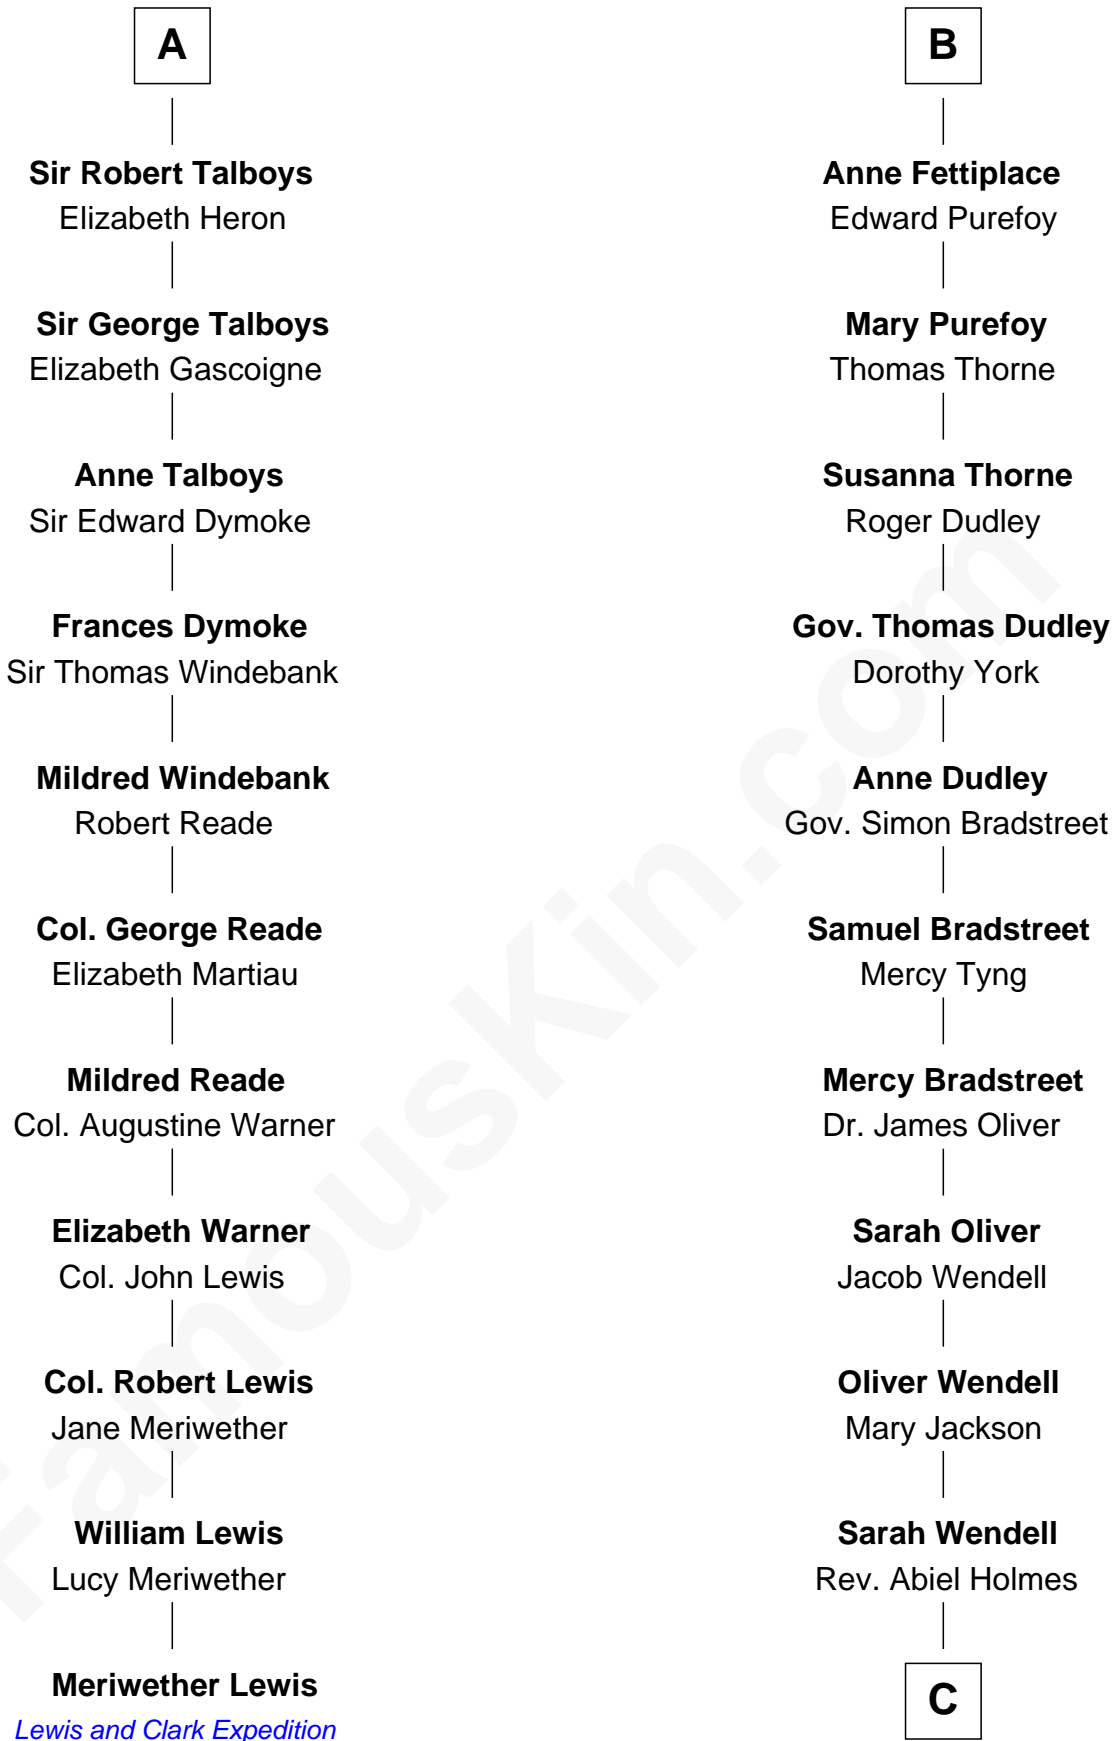 A
Sir Robert Talboys
Elizabeth Heron
Sir George Talboys
Elizabeth Gascoigne
Anne Talboys
Sir Edward Dymoke
Frances Dymoke
Sir Thomas Windebank
Mildred Windebank
Robert Reade
Col. George Reade
Elizabeth Martiau
Mildred Reade
Col. Augustine Warner
Elizabeth Warner
Col. John Lewis
Col. Robert Lewis
Jane Meriwether
William Lewis
Lucy Meriwether
Meriwether Lewis
Lewis and Clark Expedition
B
Anne Fettiplace
Edward Purefoy
Mary Purefoy
Thomas Thorne
Susanna Thorne
Roger Dudley
Gov. Thomas Dudley
Dorothy York
Anne Dudley
Gov. Simon Bradstreet
Samuel Bradstreet
Mercy Tyng
Mercy Bradstreet
Dr. James Oliver
Sarah Oliver
Jacob Wendell
Oliver Wendell
Mary Jackson
Sarah Wendell
Rev. Abiel Holmes
C
FamousKin.com